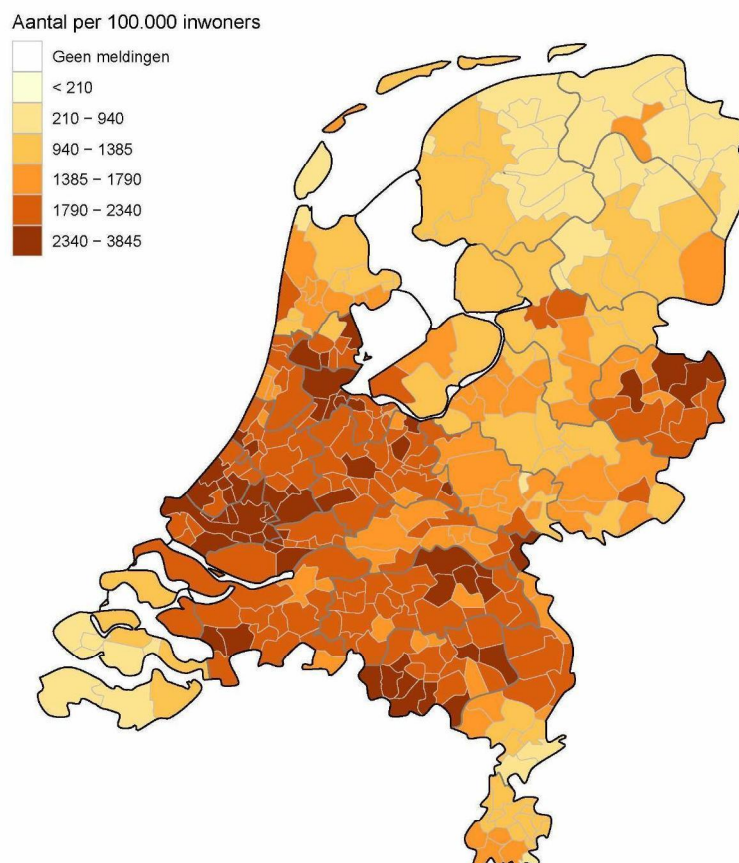 Aantal per 100.000 inwoners
Geen meldingen
< 210
210 − 940
940 − 1385
1385 − 1790
1790 − 2340
2340 − 3845